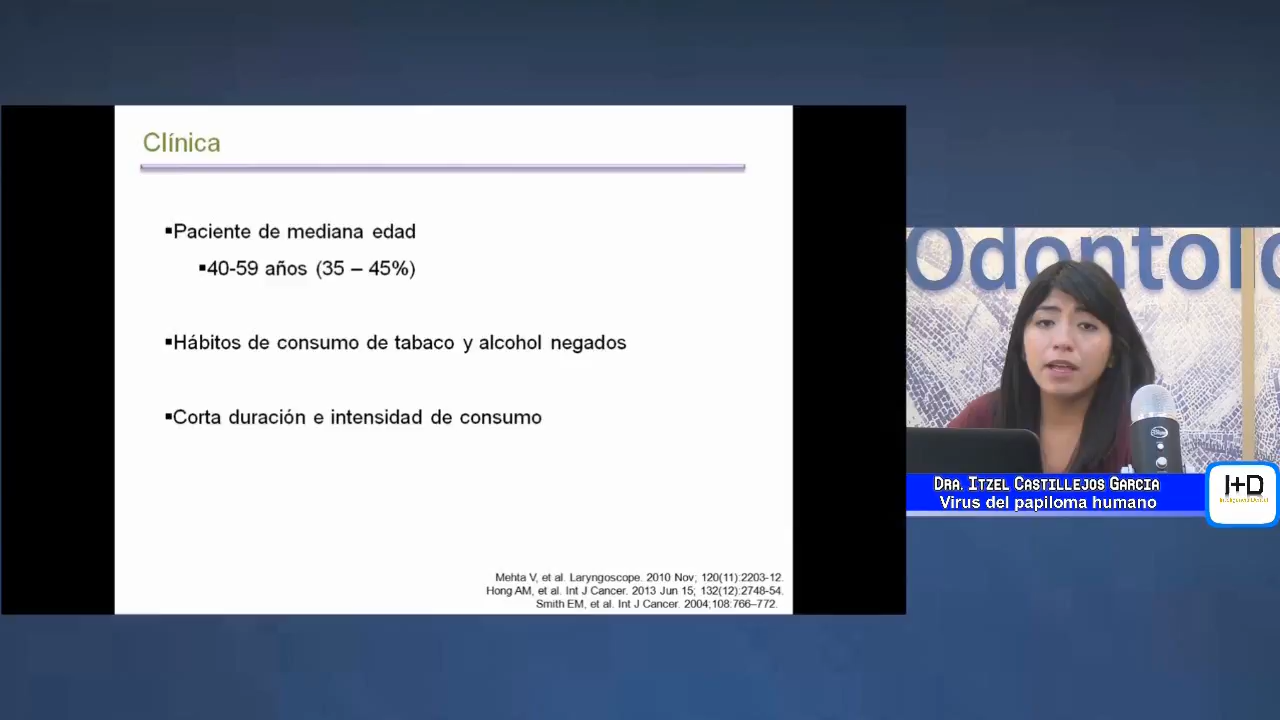 Clínica
▪Paciente de mediana edad
▪40-59 años (35 – 45%)
▪Hábitos de consumo de tabaco y alcohol negados
▪Corta duración e intensidad de consumo
Mehta V, et al. Laryngoscope. 2010 Nov; 120(11):2203-12.
Hong AM, et al. Int J Cancer. 2013 Jun 15; 132(12):2748-54.
Smith EM, et al. Int J Cancer. 2004;108:766–772.
Odontolo
Dra. Itzel Castillejos Garcia
Virus del papiloma humano
I+D